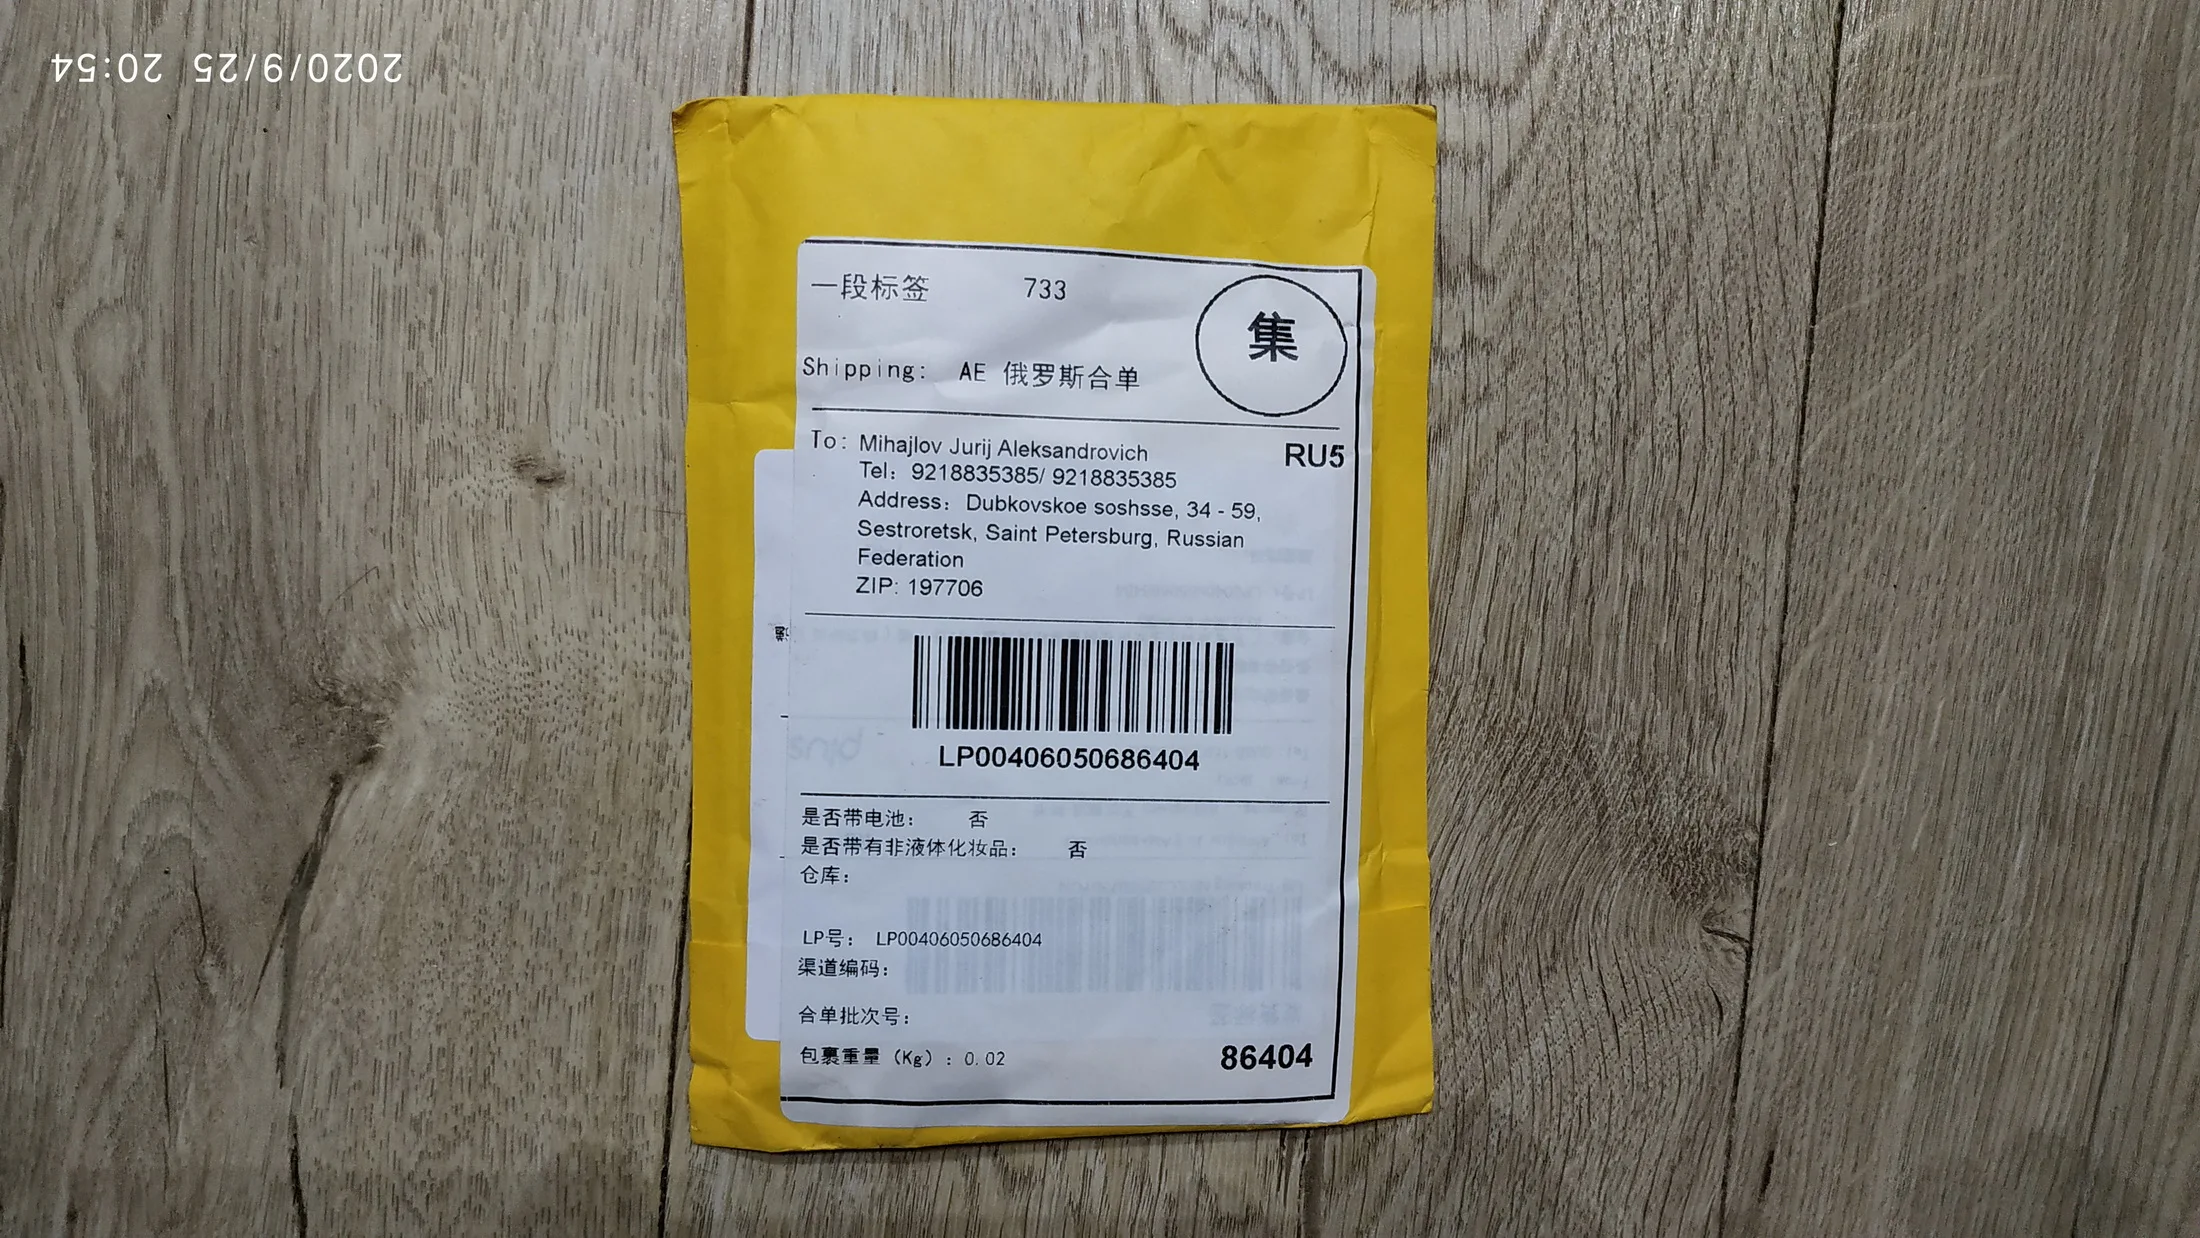 2020/9/25 20:54
一段标签 733
集
Shipping: AE 俄罗斯合单
To: Mihajlov Jurij Aleksandrovich
RU5
Tel: 9218835385/ 9218835385
Address: Dubkovskoe soshsse, 34 - 59,
Sestroretsk, Saint Petersburg, Russian
Federation
ZIP: 197706
LP00406050686404
是否带电池: 否
是否带有非液体化妆品: 否
仓库:
LP号: LP00406050686404
渠道编码:
合单批次号:
包裹重量 (Kg) : 0.02
86404